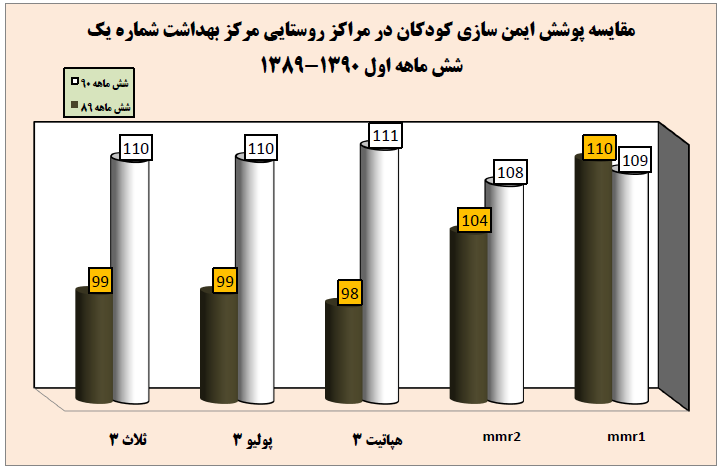 مقایسه پوشش ایمن سازی کودکان در مراکز روستایی مرکز بهداشت شماره یک
شش ماهه اول ۱۳۹۰-۱۳۸۹
شش ماهه ۹۰
شش ماهه ۸۹
110
110
111
108
109
99
99
98
104
110
ثلاث ۳
پولیو ۳
هپاتیت ۳
mmr2
mmr1